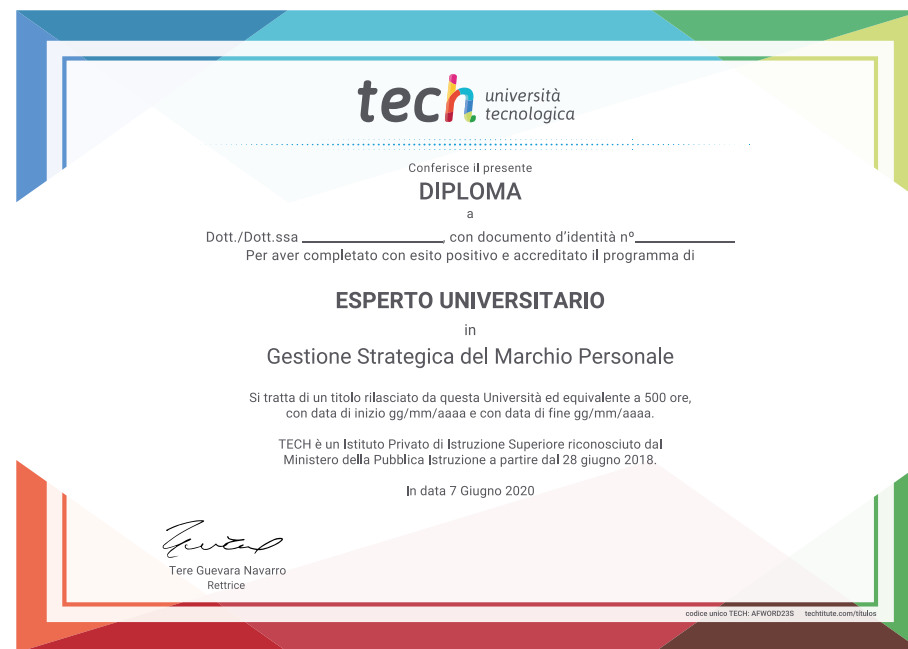 tech università
tecnologica
Conferisce il presente
DIPLOMA
a
Dott./Dott.ssa ________________, con documento d'identità nº____________
Per aver completato con esito positivo e accreditato il programma di
ESPERTO UNIVERSITARIO
in
Gestione Strategica del Marchio Personale
Si tratta di un titolo rilasciato da questa Università ed equivalente a 500 ore,
con data di inizio gg/mm/aaaa e con data di fine gg/mm/aaaa.
TECH è un Istituto Privato di Istruzione Superiore riconosciuto dal
Ministero della Pubblica Istruzione a partire dal 28 giugno 2018.
In data 7 Giugno 2020
Tere Guevara Navarro
Rettrice
codice unico TECH: AFWORD23S techtitute.com/títulos